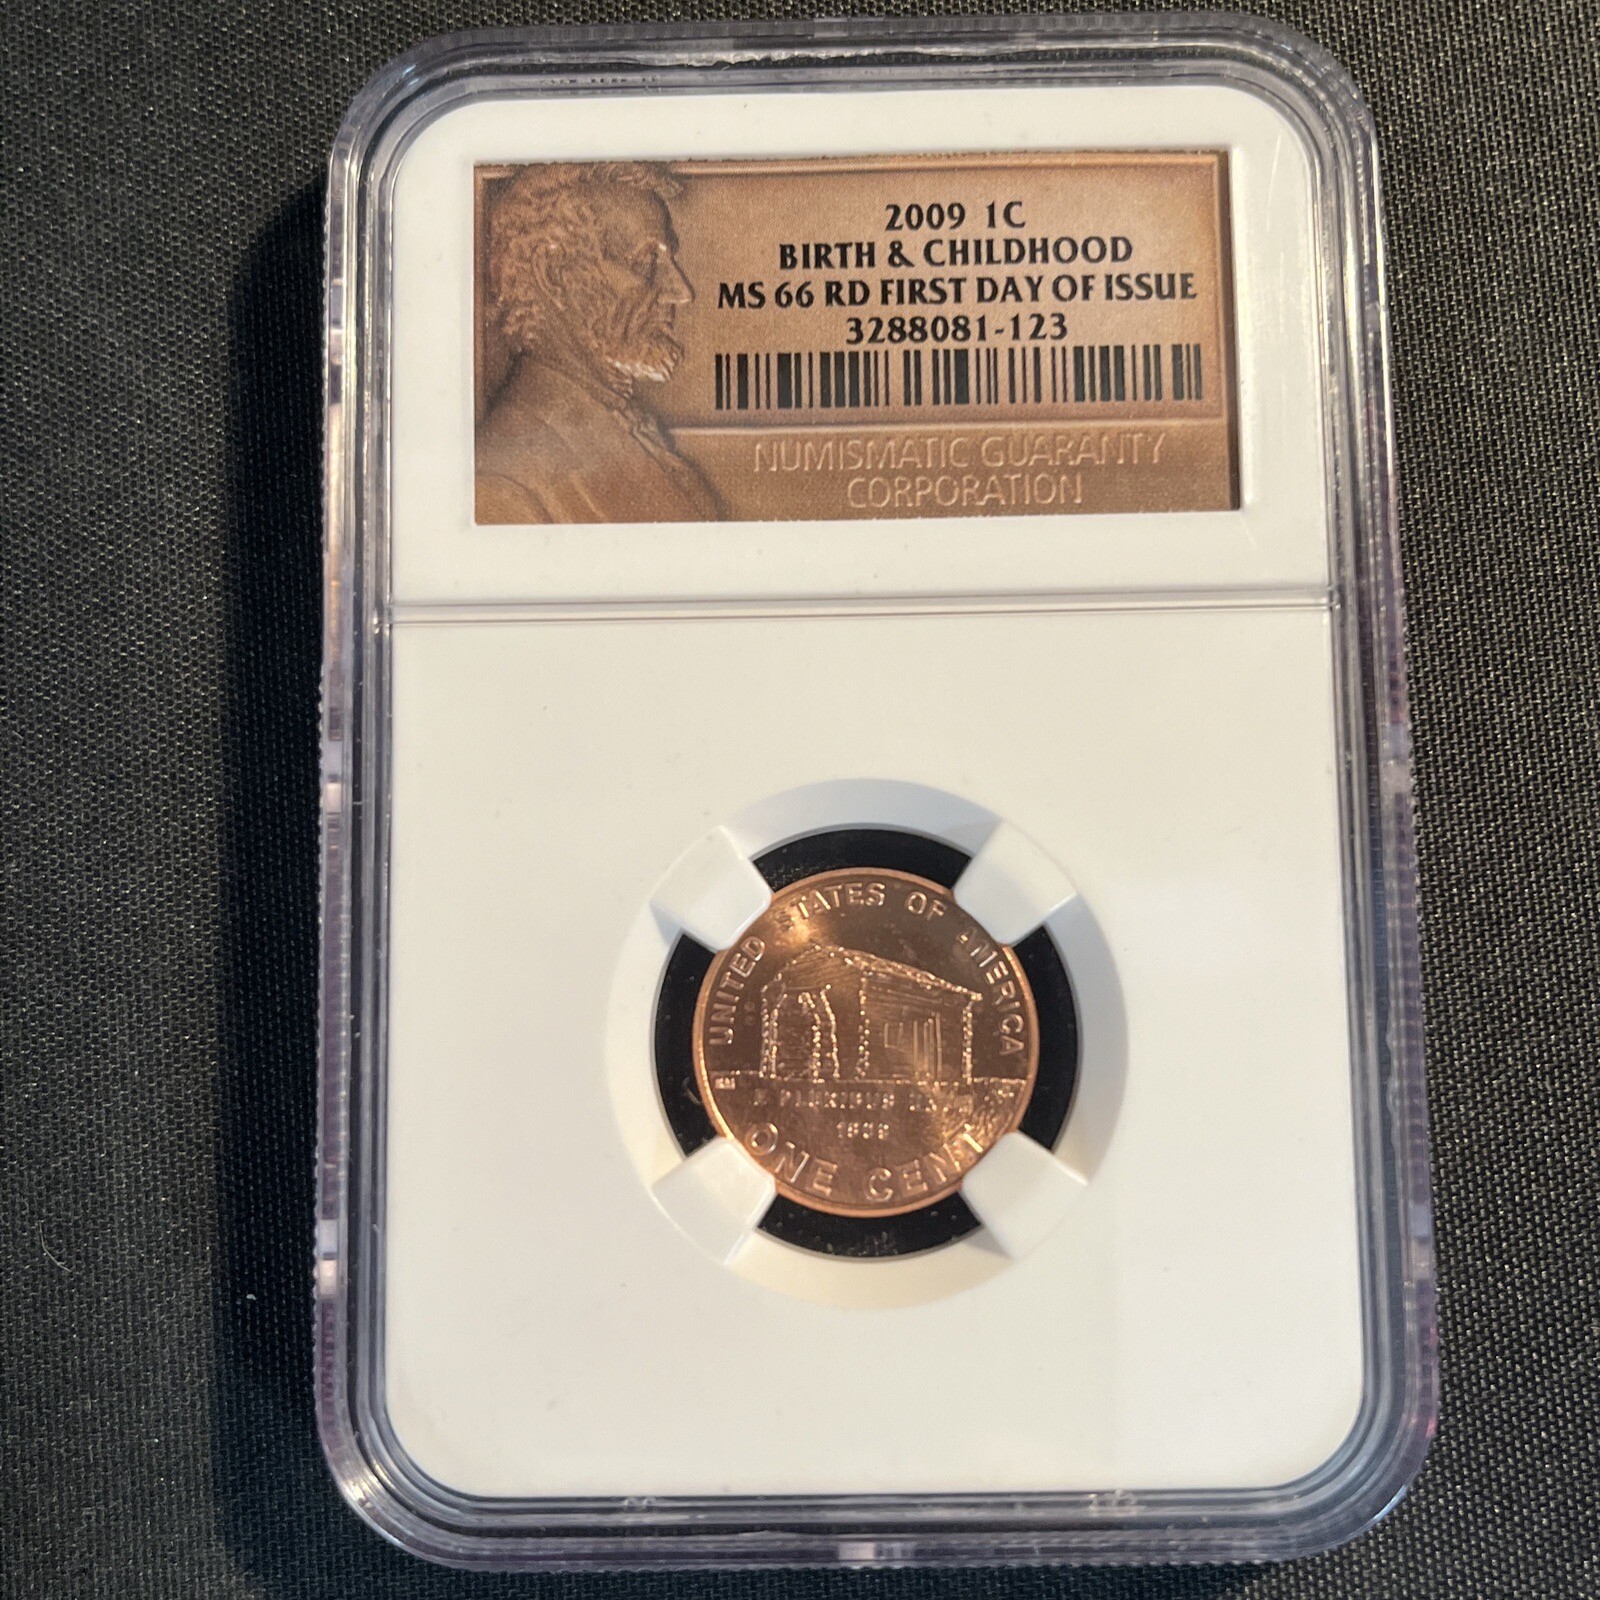 2009 1C
BIRTH & CHILDHOOD
MS 66 RD FIRST DAY OF ISSUE
3288081-123
NUMISMATIC GUARANTY
CORPORATION
UNITED STATES OF AMERICA
E PLURIBUS
1809
ONE CENT